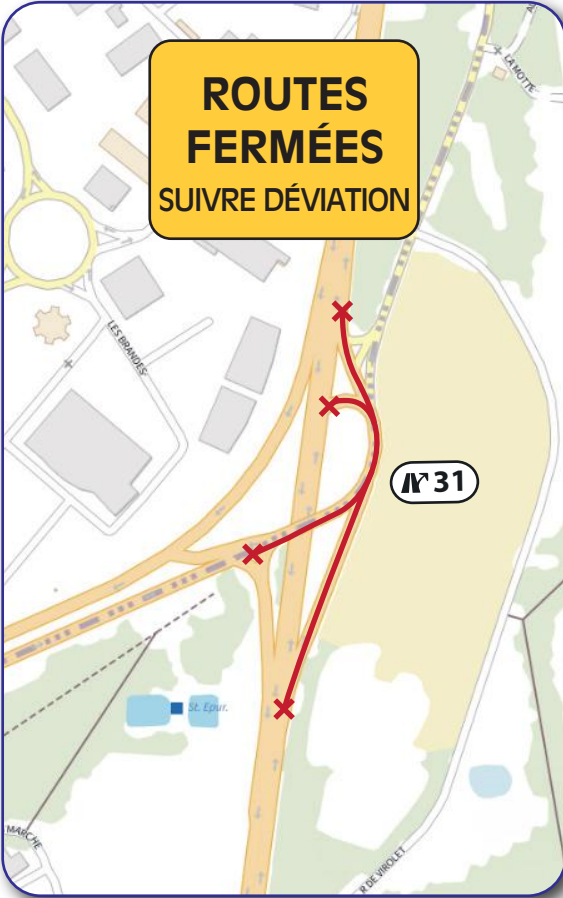 ROUTES
FERMÉES
SUIVRE DÉVIATION
LA MOTTE
LES BRANDES
31
St. Epur.
MARCHE
R DE VIROLET